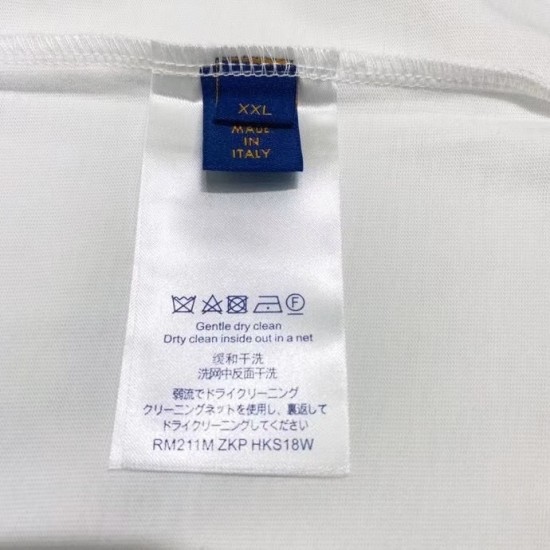 XXL
MADE
IN
ITALY
F
Gentle dry clean
Drty clean inside out in a net
缓和干洗
洗网中反面干洗
弱流でドライクリーニング
クリーニングネットを使用し、裏返して
ドライクリーニングしてください
RM211M ZKP HKS18W